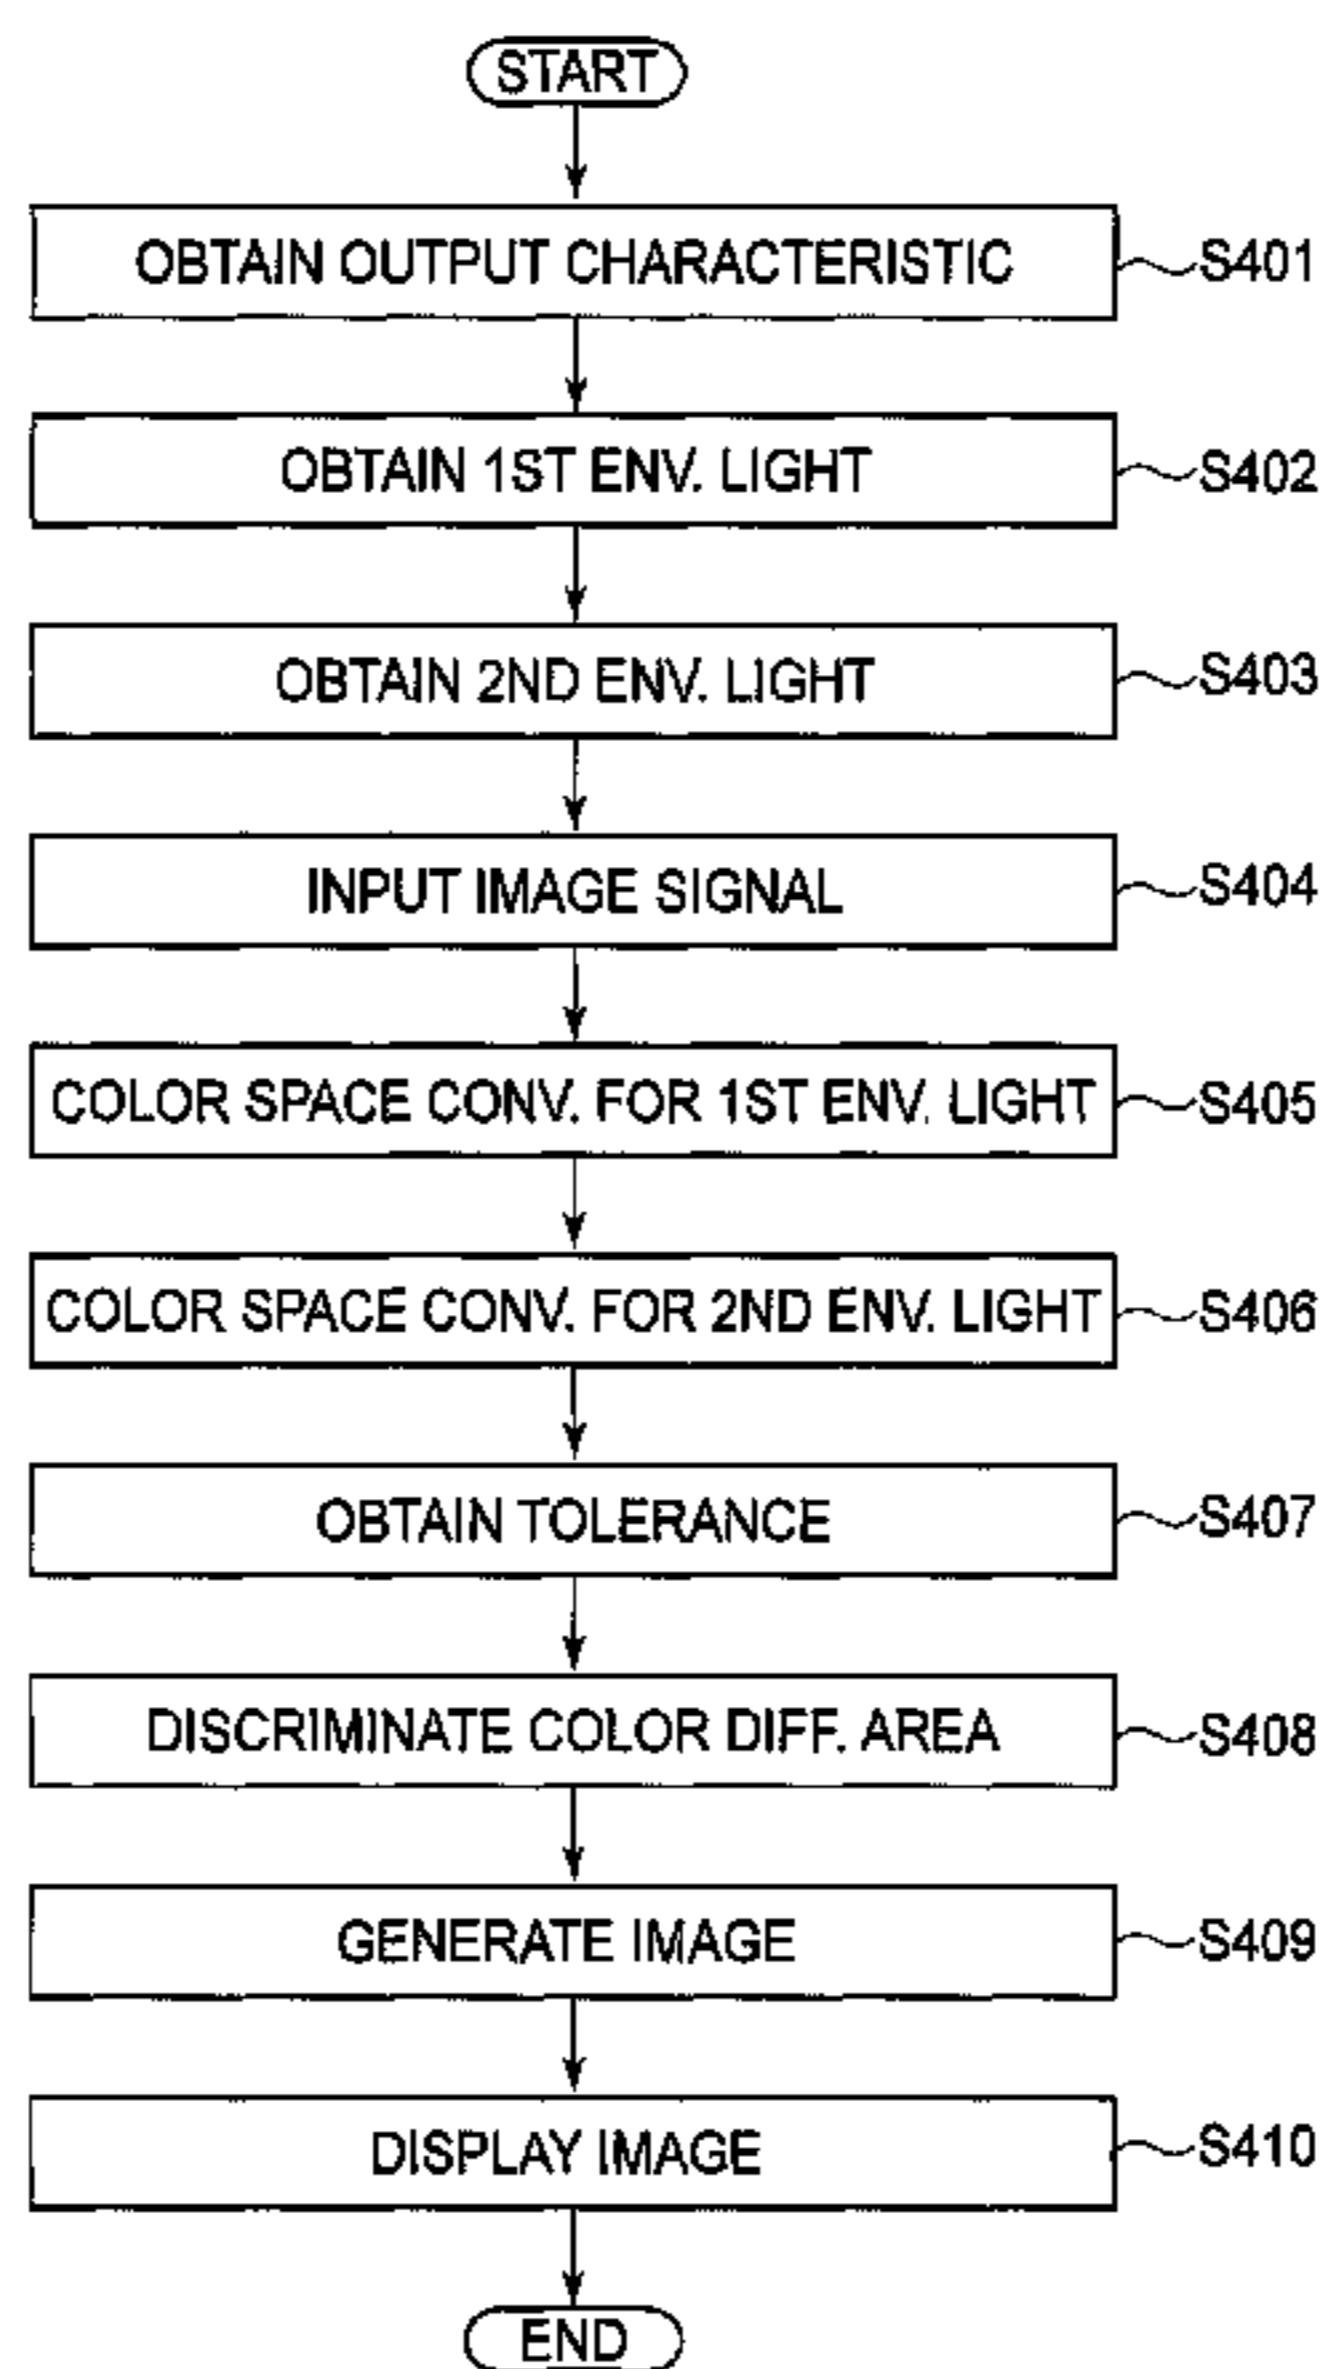 START
OBTAIN OUTPUT CHARACTERISTIC
S401
OBTAIN 1ST ENV. LIGHT
S402
OBTAIN 2ND ENV. LIGHT
S403
INPUT IMAGE SIGNAL
S404
COLOR SPACE CONV. FOR 1ST ENV. LIGHT
S405
COLOR SPACE CONV. FOR 2ND ENV. LIGHT
S406
OBTAIN TOLERANCE
S407
DISCRIMINATE COLOR DIFF. AREA
S408
GENERATE IMAGE
S409
DISPLAY IMAGE
S410
END